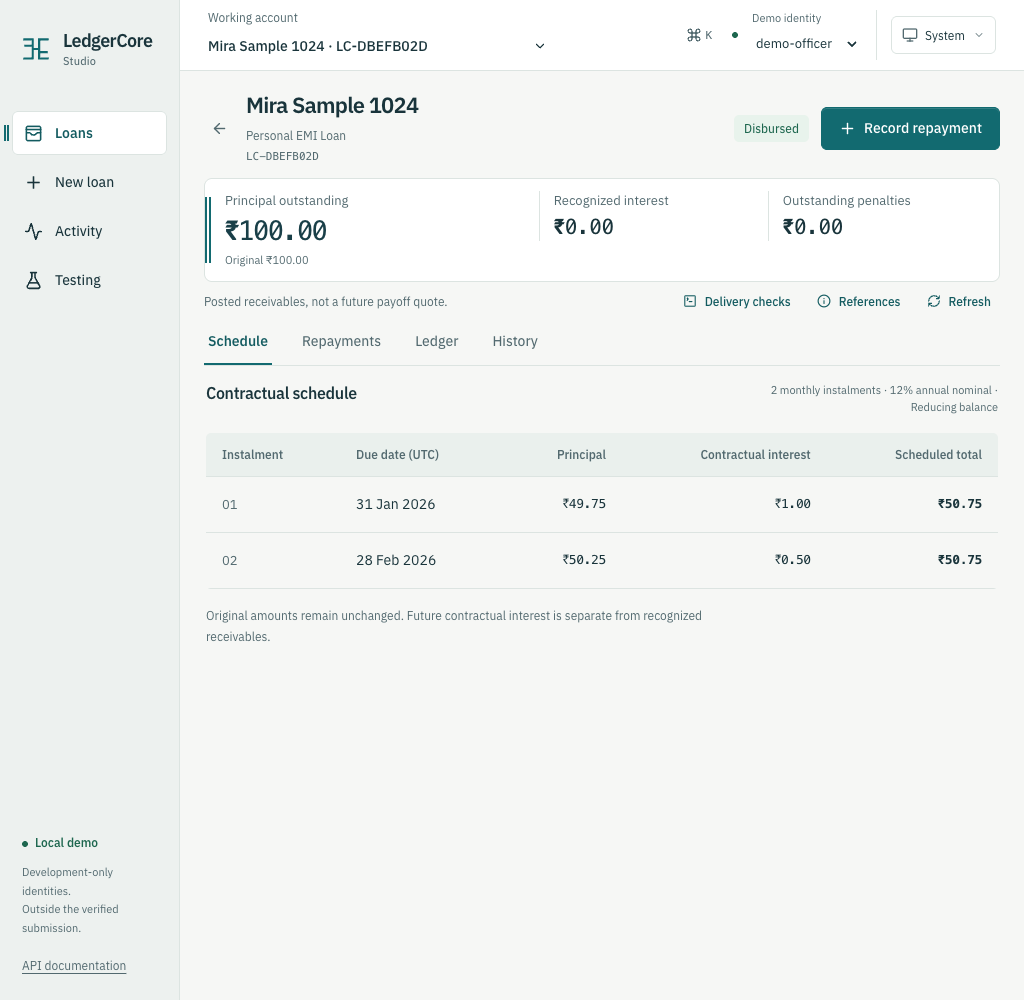 LedgerCore
Studio
Loans
New loan
Activity
Testing
Local demo
Development-only
identities.
Outside the verified
submission.
API documentation
Working account
Mira Sample 1024 · LC-DBEFB02D
⌘ K
Demo identity
demo-officer
System
Mira Sample 1024
Personal EMI Loan
LC-DBEFB02D
Disbursed
Record repayment
Principal outstanding
₹100.00
Original ₹100.00
Recognized interest
₹0.00
Outstanding penalties
₹0.00
Posted receivables, not a future payoff quote.
Delivery checks
References
Refresh
Schedule Repayments Ledger History
Contractual schedule
2 monthly instalments · 12% annual nominal ·
Reducing balance
Instalment Due date (UTC) Principal Contractual interest Scheduled total
01 31 Jan 2026 ₹49.75 ₹1.00 ₹50.75
02 28 Feb 2026 ₹50.25 ₹0.50 ₹50.75
Original amounts remain unchanged. Future contractual interest is separate from recognized
receivables.